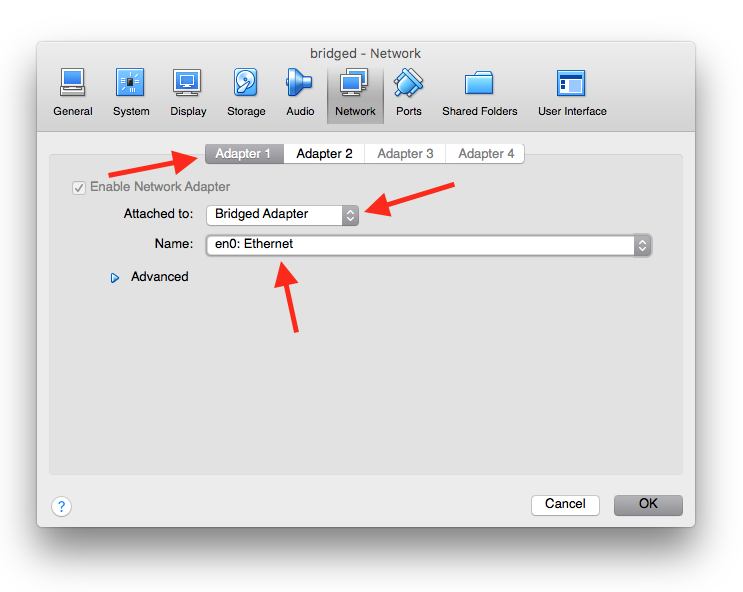 bridged - Network
General System Display Storage Audio Network Ports Shared Folders User Interface
Adapter 1 Adapter 2 Adapter 3 Adapter 4
Enable Network Adapter
Attached to: Bridged Adapter
Name: en0: Ethernet
Advanced
? Cancel OK